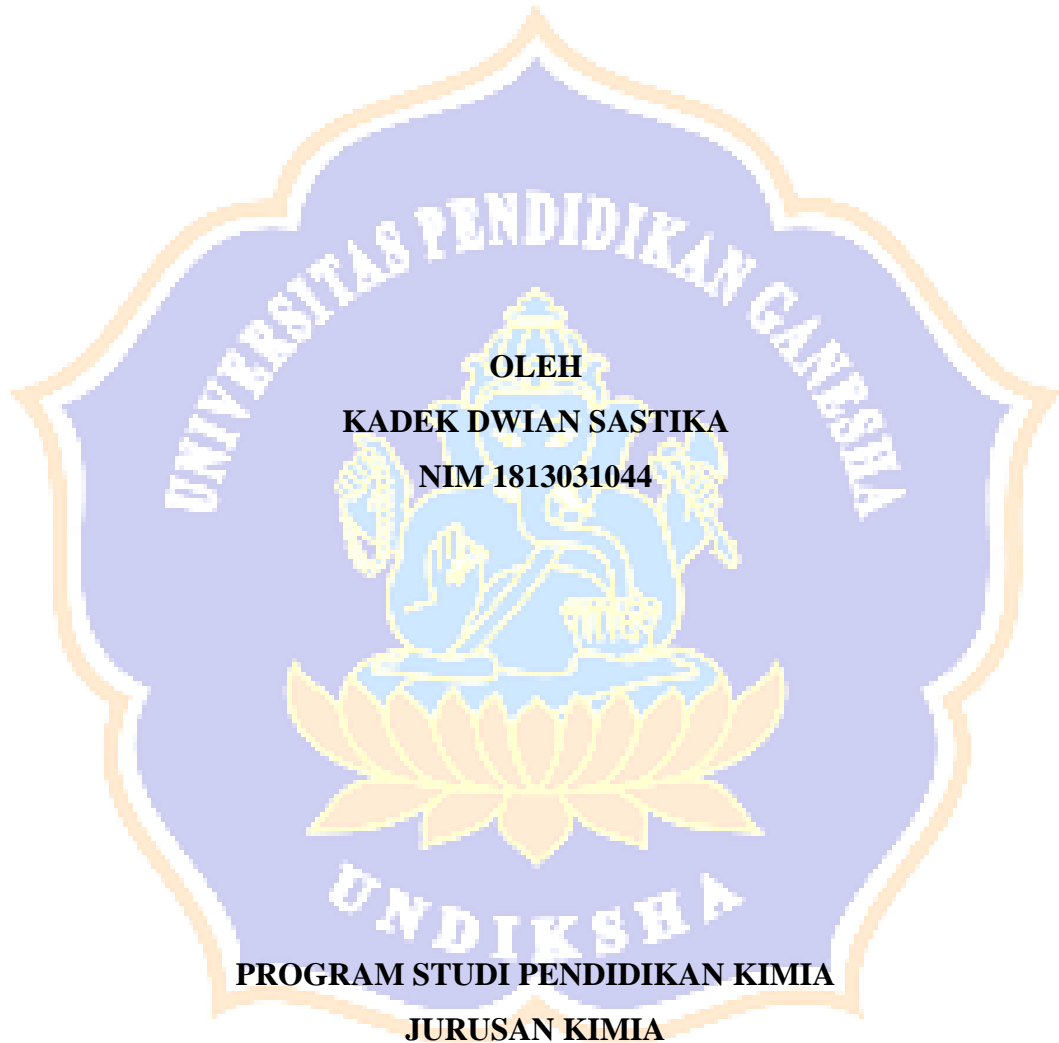 UNIVERSITAS PENDIDIKAN GANESHA
OLEH
KADEK DWIAN SASTIKA
NIM 1813031044
UNDIKSHA
PROGRAM STUDI PENDIDIKAN KIMIA
JURUSAN KIMIA